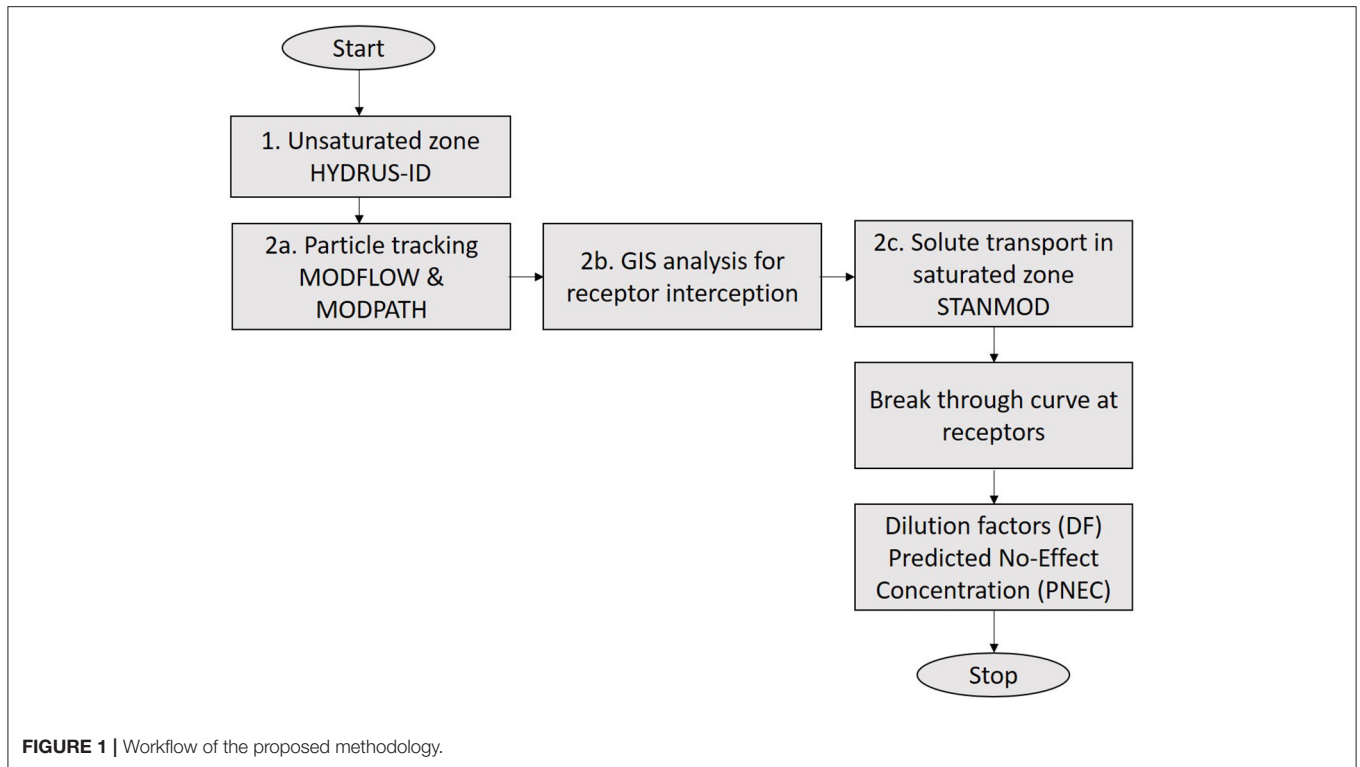 Start
1. Unsaturated zone
HYDRUS-ID
2a. Particle tracking
MODFLOW &
MODPATH
2b. GIS analysis for
receptor interception
2c. Solute transport in
saturated zone
STANMOD
Break through curve at
receptors
Dilution factors (DF)
Predicted No-Effect
Concentration (PNEC)
Stop
FIGURE 1 | Workflow of the proposed methodology.